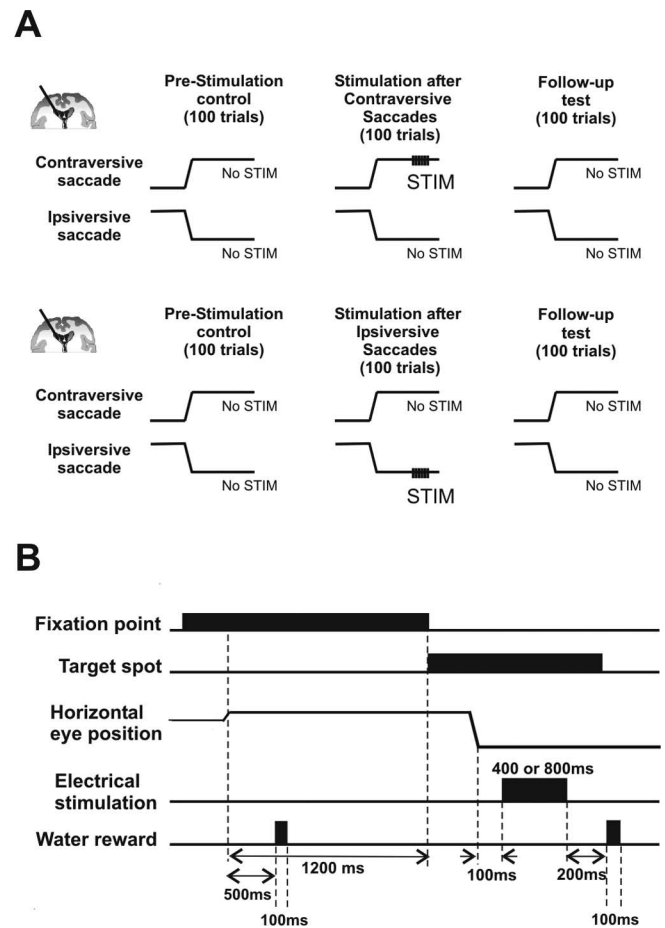 A
Pre-Stimulation
control
(100 trials)
Stimulation after
Contraversive
Saccades
(100 trials)
Follow-up
test
(100 trials)
Contraversive
saccade
No STIM
STIM
No STIM
Ipsiversive
saccade
No STIM
No STIM
No STIM
Pre-Stimulation
control
(100 trials)
Stimulation after
Ipsiversive
Saccades
(100 trials)
Follow-up
test
(100 trials)
Contraversive
saccade
No STIM
No STIM
No STIM
Ipsiversive
saccade
No STIM
STIM
No STIM
B
Fixation point
Target spot
Horizontal
eye position
Electrical
stimulation
400 or 800ms
Water reward
1200 ms
100ms
200ms
500ms
100ms
100ms